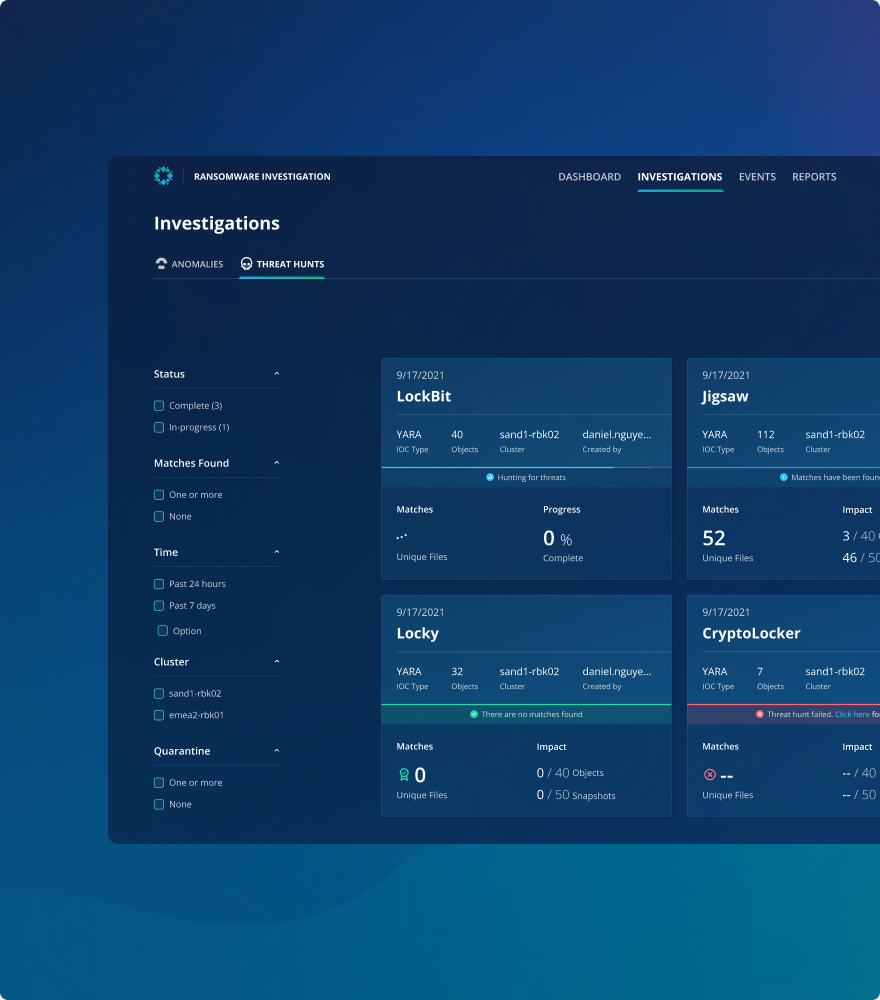 RANSOMWARE INVESTIGATION
DASHBOARD INVESTIGATIONS EVENTS REPORTS
Investigations
ANOMALIES THREAT HUNTS
Status
Complete (3)
In-progress (1)
Matches Found
One or more
None
Time
Past 24 hours
Past 7 days
Option
Cluster
sand1-rbk02
emea2-rbk01
Quarantine
One or more
None
9/17/2021
LockBit
YARA 40 sand1-rbk02 daniel.nguye...
IOC Type Objects Cluster Created by
Hunting for threats
Matches Progress
0 %
Unique Files Complete
9/17/2021
Jigsaw
YARA 112 sand1-rbk02
IOC Type Objects Cluster
Matches have been foun
Matches Impact
52 3 / 40
Unique Files 46 / 50
9/17/2021
Locky
YARA 32 sand1-rbk02 daniel.nguye...
IOC Type Objects Cluster Created by
There are no matches found
Matches Impact
0 0 / 40 Objects
Unique Files 0 / 50 Snapshots
9/17/2021
CryptoLocker
YARA 7 sand1-rbk02
IOC Type Objects Cluster
Threat hunt failed. Click here fo
Matches Impact
-- -- / 40
Unique Files -- / 50